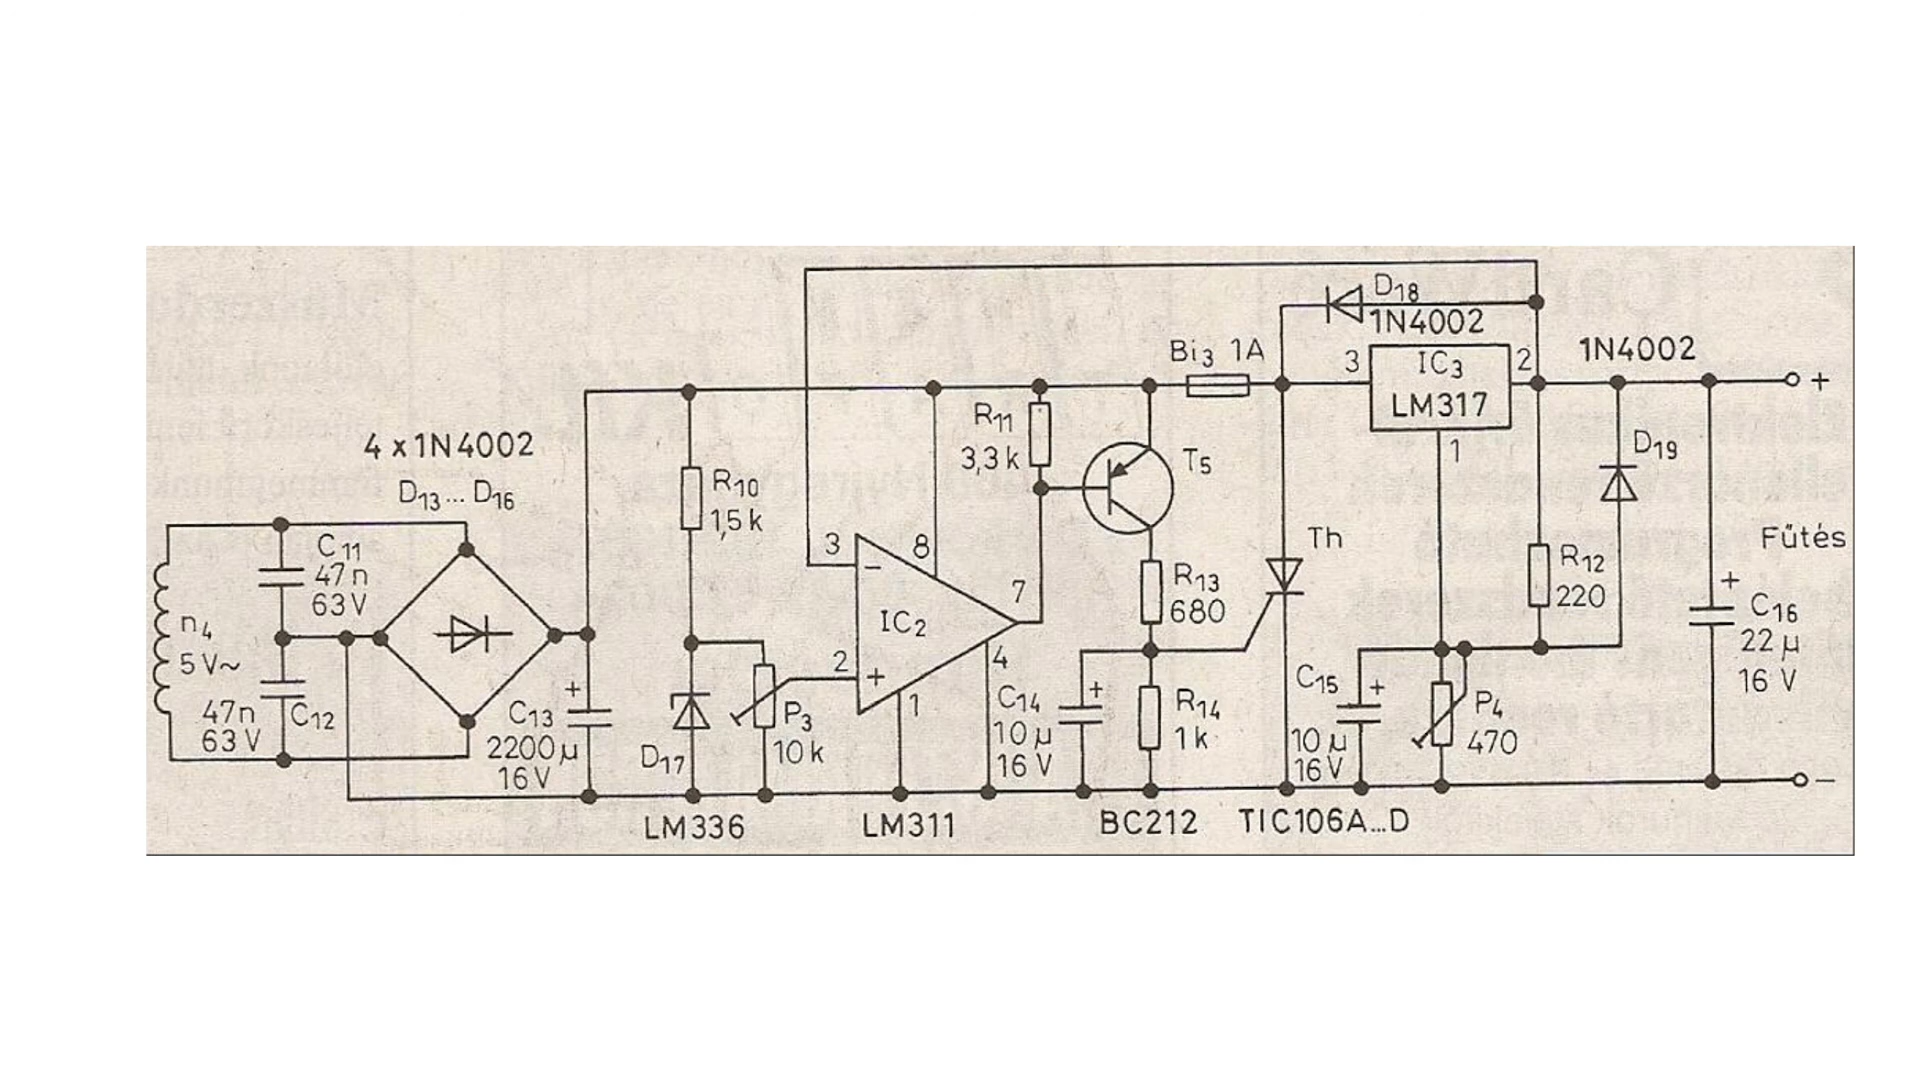 n4
5 V~
C11
47 n
63 V
47n
63 V
C12
4 x 1N4002
D13... D16
C13
2200 µ
16 V
+
R10
1,5 k
D17
LM336
P3
10 k
3
8
7
2
4
1
−
+
IC2
LM311
R11
3,3 k
T5
BC212
R13
680
R14
1 k
C14
10 µ
16 V
+
Bi3 1A
Th
TIC106A...D
D18
1N4002
3
2
1
IC3
LM317
1N4002
D19
R12
220
C15
10 µ
16 V
+
P4
470
Fűtés
+
C16
22 µ
16 V
+
−